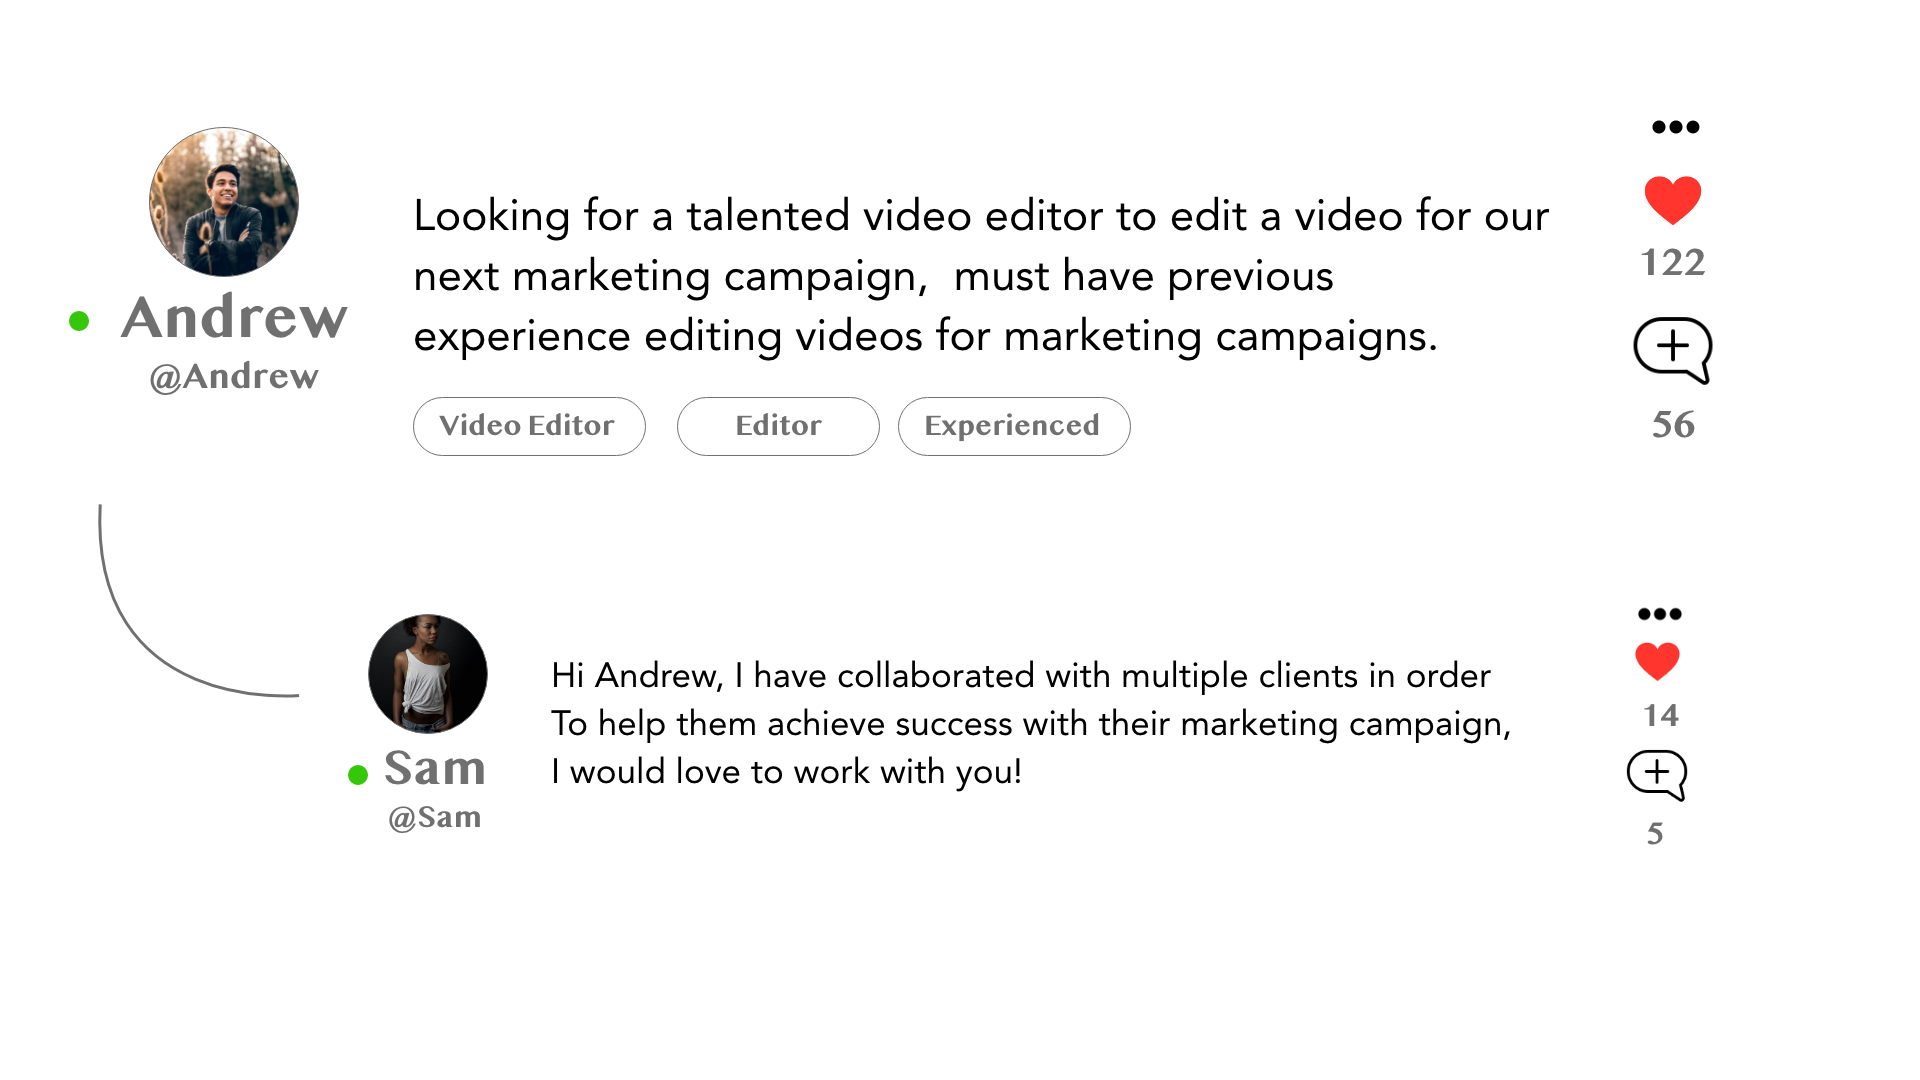 Andrew
@Andrew
Looking for a talented video editor to edit a video for our
next marketing campaign,  must have previous
experience editing videos for marketing campaigns.
Video Editor
Editor
Experienced
122
56
Sam
@Sam
Hi Andrew, I have collaborated with multiple clients in order
To help them achieve success with their marketing campaign,
I would love to work with you!
14
5